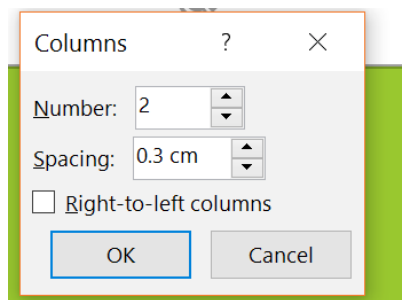 Columns ?
Number: 2
Spacing: 0.3 cm
Right-to-left columns
OK Cancel